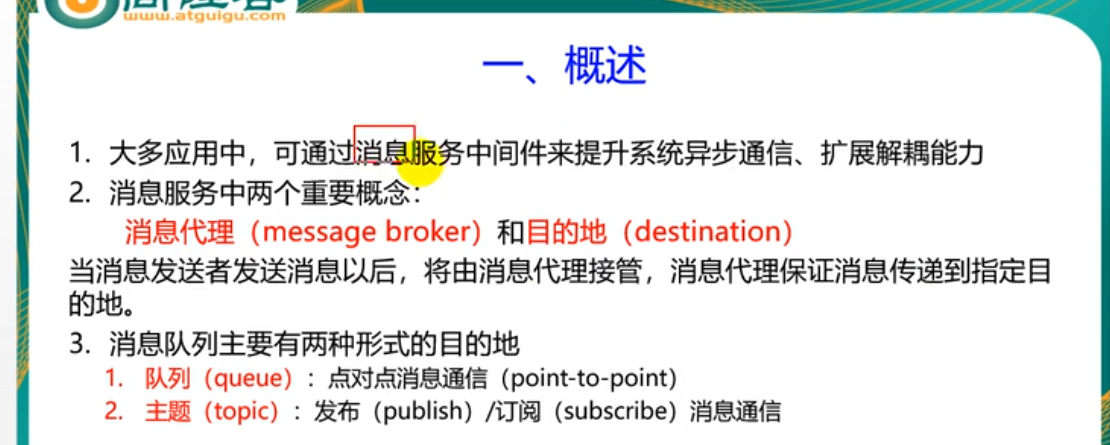 www.atguigu.com
一、概述
1. 大多应用中，可通过消息服务中间件来提升系统异步通信、扩展解耦能力
2. 消息服务中两个重要概念：
消息代理（message broker）和目的地（destination）
当消息发送者发送消息以后，将由消息代理接管，消息代理保证消息传递到指定目
的地。
3. 消息队列主要有两种形式的目的地
1. 队列（queue）：点对点消息通信（point-to-point）
2. 主题（topic）：发布（publish）/订阅（subscribe）消息通信